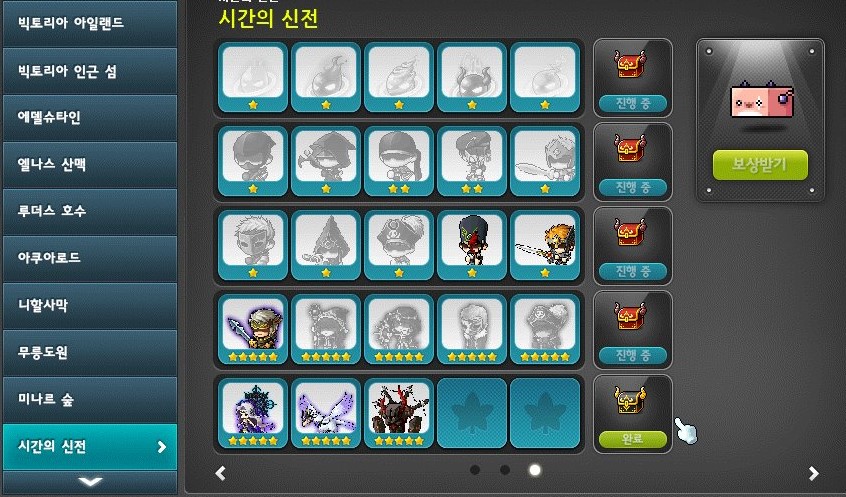 시간의 신전
빅토리아 아일랜드
빅토리아 인근 섬
에델슈타인
엘나스 산맥
루더스 호수
아쿠아로드
니할사막
무릉도원
미나르 숲
시간의 신전
진행 중
진행 중
진행 중
진행 중
완료
보상받기